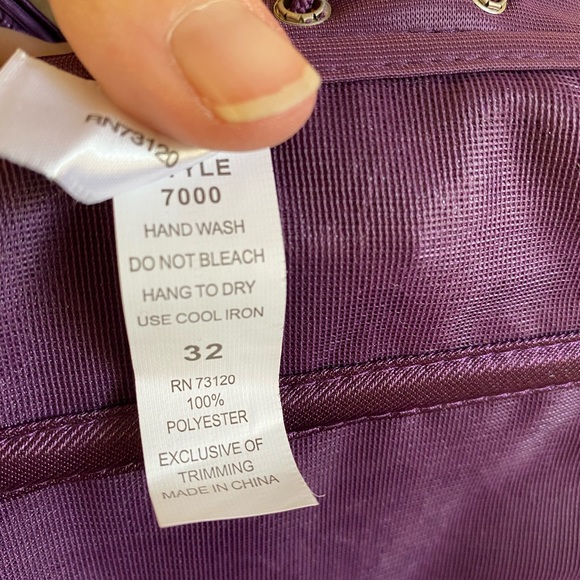 RN73120
TYLE
7000
HAND WASH
DO NOT BLEACH
HANG TO DRY
USE COOL IRON
32
RN 73120
100%
POLYESTER
EXCLUSIVE OF
TRIMMING
MADE IN CHINA